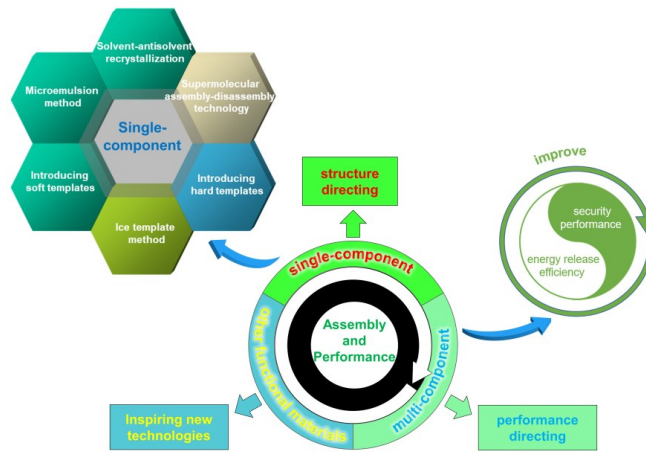 Solvent-antisolvent
recrystallization
Microemulsion
method
Supermolecular
assembly-disassembly
technology
Single-
component
Introducing
soft templates
Introducing
hard templates
Ice template
method
structure
directing
improve
security
performance
energy release
efficiency
single-component
Assembly
and
Performance
other functional materials
multi-component
Inspiring new
technologies
performance
directing